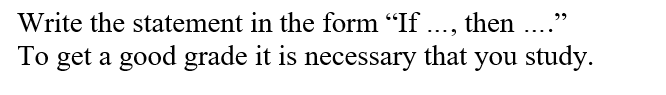 Write the statement in the form “If ..., then ....”
To get a good grade it is necessary that you study.